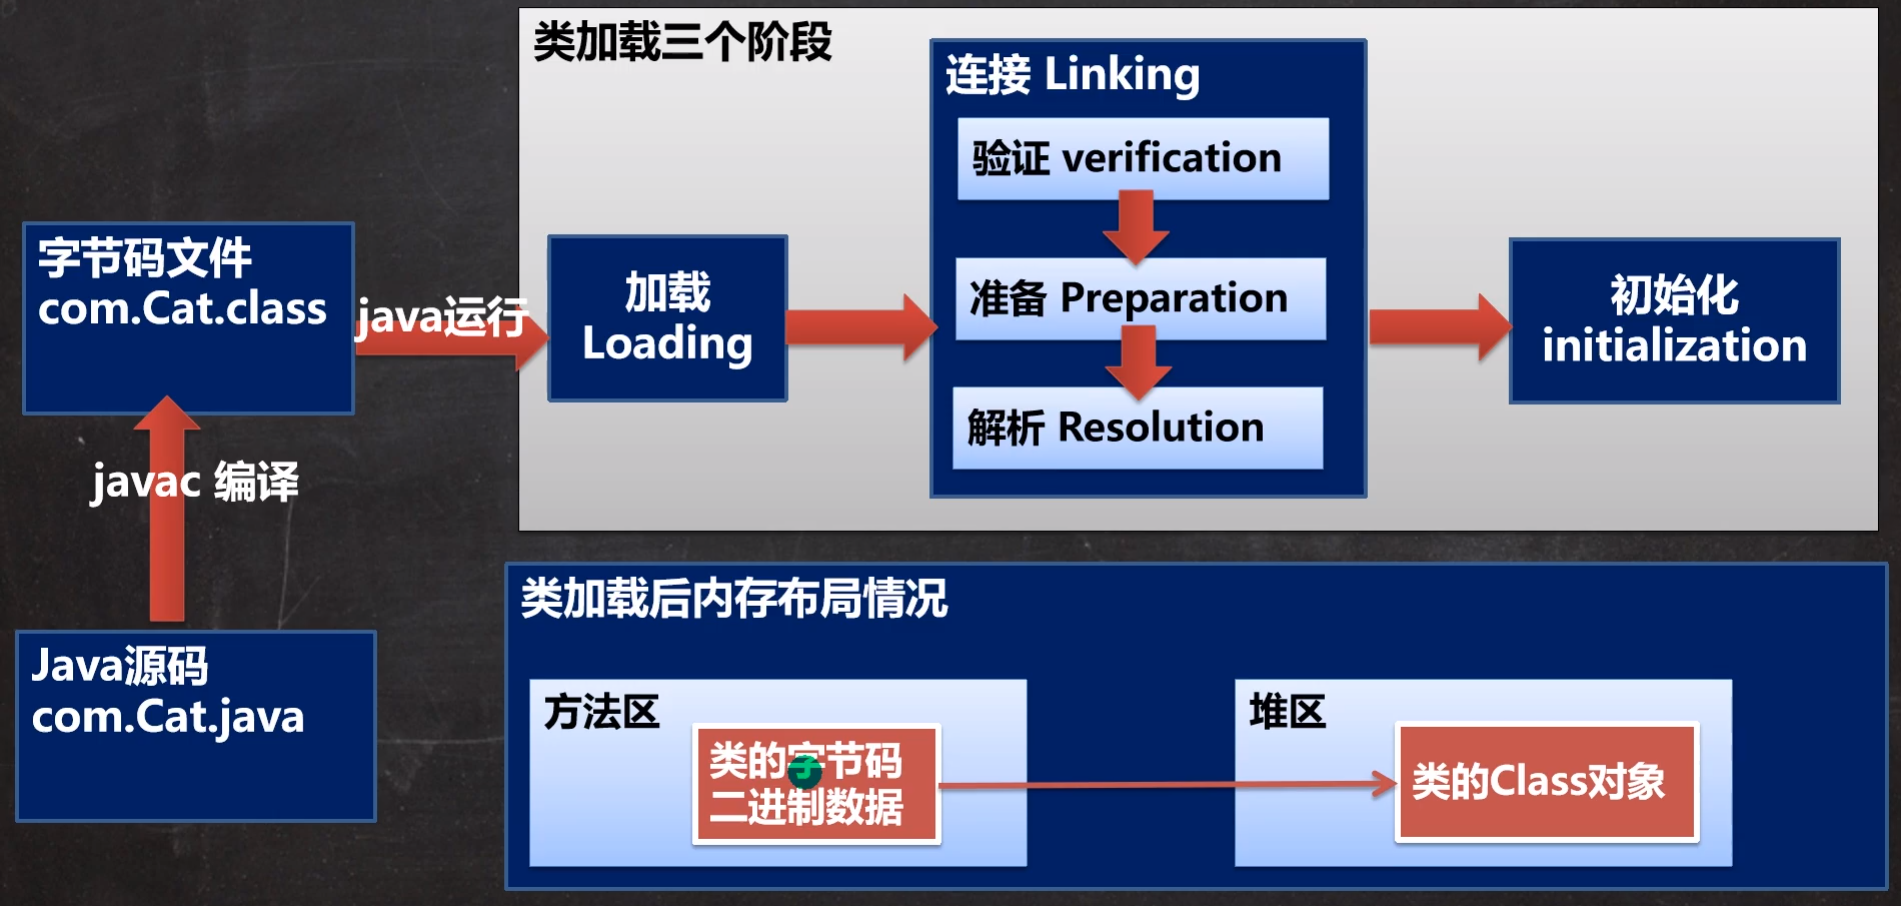 类加载三个阶段
连接 Linking
验证 verification
准备 Preparation
解析 Resolution
字节码文件
com.Cat.class
java运行
加载
Loading
初始化
initialization
javac 编译
Java源码
com.Cat.java
类加载后内存布局情况
方法区
类的字节码
二进制数据
堆区
类的Class对象